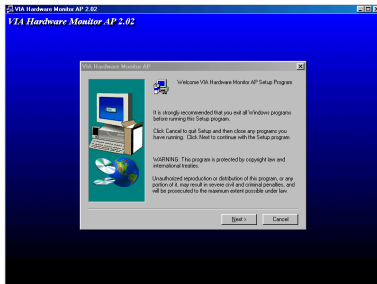 VIA Hardware Monitor AP 2.02
VIA Hardware Monitor AP 2.02
VIA Hardware Monitor AP
Welcome VIA Hardware Monitor AP Setup Program
It is strongly recommended that you exit all Windows programs
before running this Setup program.
Click Cancel to quit Setup and then close any programs you
have running. Click Next to continue with the Setup program.
WARNING: This program is protected by copyright law and
international treaties.
Unauthorized reproduction or distribution of this program, or any
portion of it, may result in severe civil and criminal penalties, and
will be prosecuted to the maximum extent possible under law.
Next >
Cancel